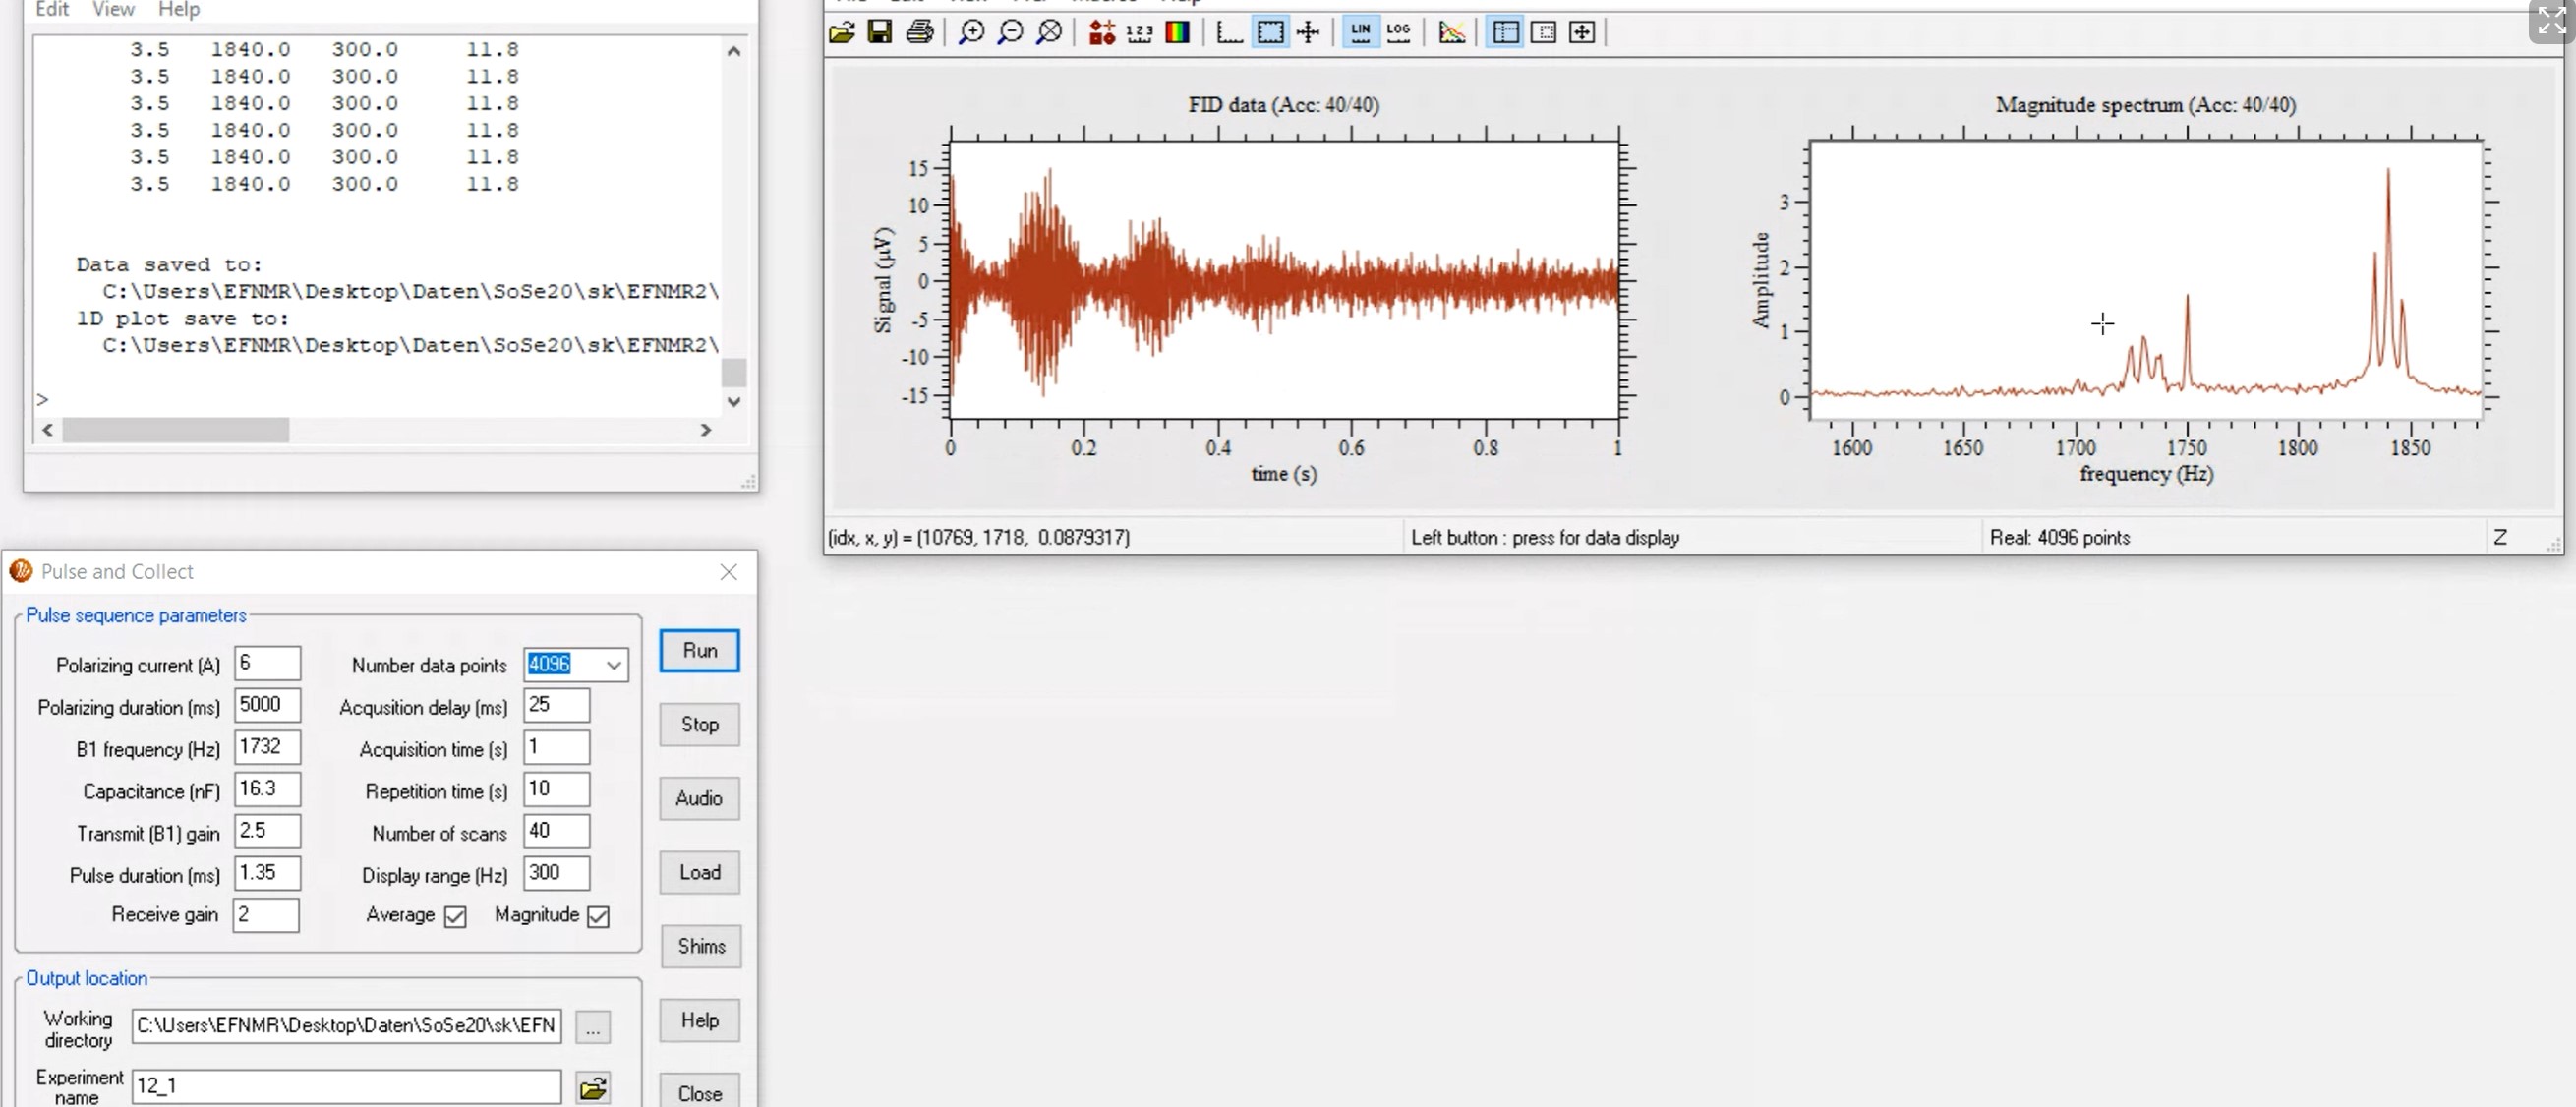 Edit View Help
3.5 1840.0 300.0 11.8
3.5 1840.0 300.0 11.8
3.5 1840.0 300.0 11.8
3.5 1840.0 300.0 11.8
3.5 1840.0 300.0 11.8
3.5 1840.0 300.0 11.8
Data saved to:
C:\Users\EFNMR\Desktop\Daten\SoSe20\sk\EFNMR2\
1D plot save to:
C:\Users\EFNMR\Desktop\Daten\SoSe20\sk\EFNMR2\
>
1 2 3
LIN
LOG
FID data (Acc: 40/40)
Signal (µV)
15
10
5
0
-5
-10
-15
0 0.2 0.4 0.6 0.8 1
time (s)
Magnitude spectrum (Acc: 40/40)
Amplitude
3
2
1
0
1600 1650 1700 1750 1800 1850
frequency (Hz)
(idx, x, y) = (10769, 1718, 0.0879317)
Left button : press for data display
Real: 4096 points
Z
Pulse and Collect
Pulse sequence parameters
Polarizing current (A) 6 Number data points 4096
Polarizing duration (ms) 5000 Acqusition delay (ms) 25
B1 frequency (Hz) 1732 Acquisition time (s) 1
Capacitance (nF) 16.3 Repetition time (s) 10
Transmit (B1) gain 2.5 Number of scans 40
Pulse duration (ms) 1.35 Display range (Hz) 300
Receive gain 2 Average Magnitude
Run
Stop
Audio
Load
Shims
Help
Close
Output location
Working directory C:\Users\EFNMR\Desktop\Daten\SoSe20\sk\EFN ...
Experiment name 12_1